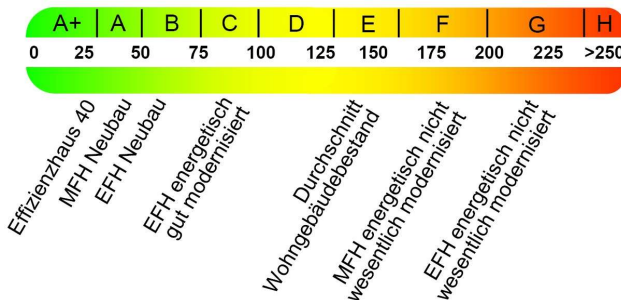 A+ A B C D E F G H
0 25 50 75 100 125 150 175 200 225 >250
Effizienzhaus 40
MFH Neubau
EFH Neubau
EFH energetisch
gut modernisiert
Durchschnitt
Wohngebäudebestand
MFH energetisch nicht
wesentlich modernisiert
EFH energetisch nicht
wesentlich modernisiert